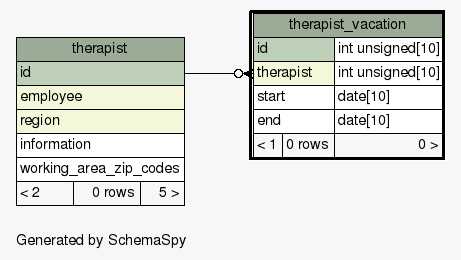 therapist
id
employee
region
information
working_area_zip_codes
< 2 0 rows 5 >
therapist_vacation
id int unsigned[10]
therapist int unsigned[10]
start date[10]
end date[10]
< 1 0 rows 0 >
Generated by SchemaSpy